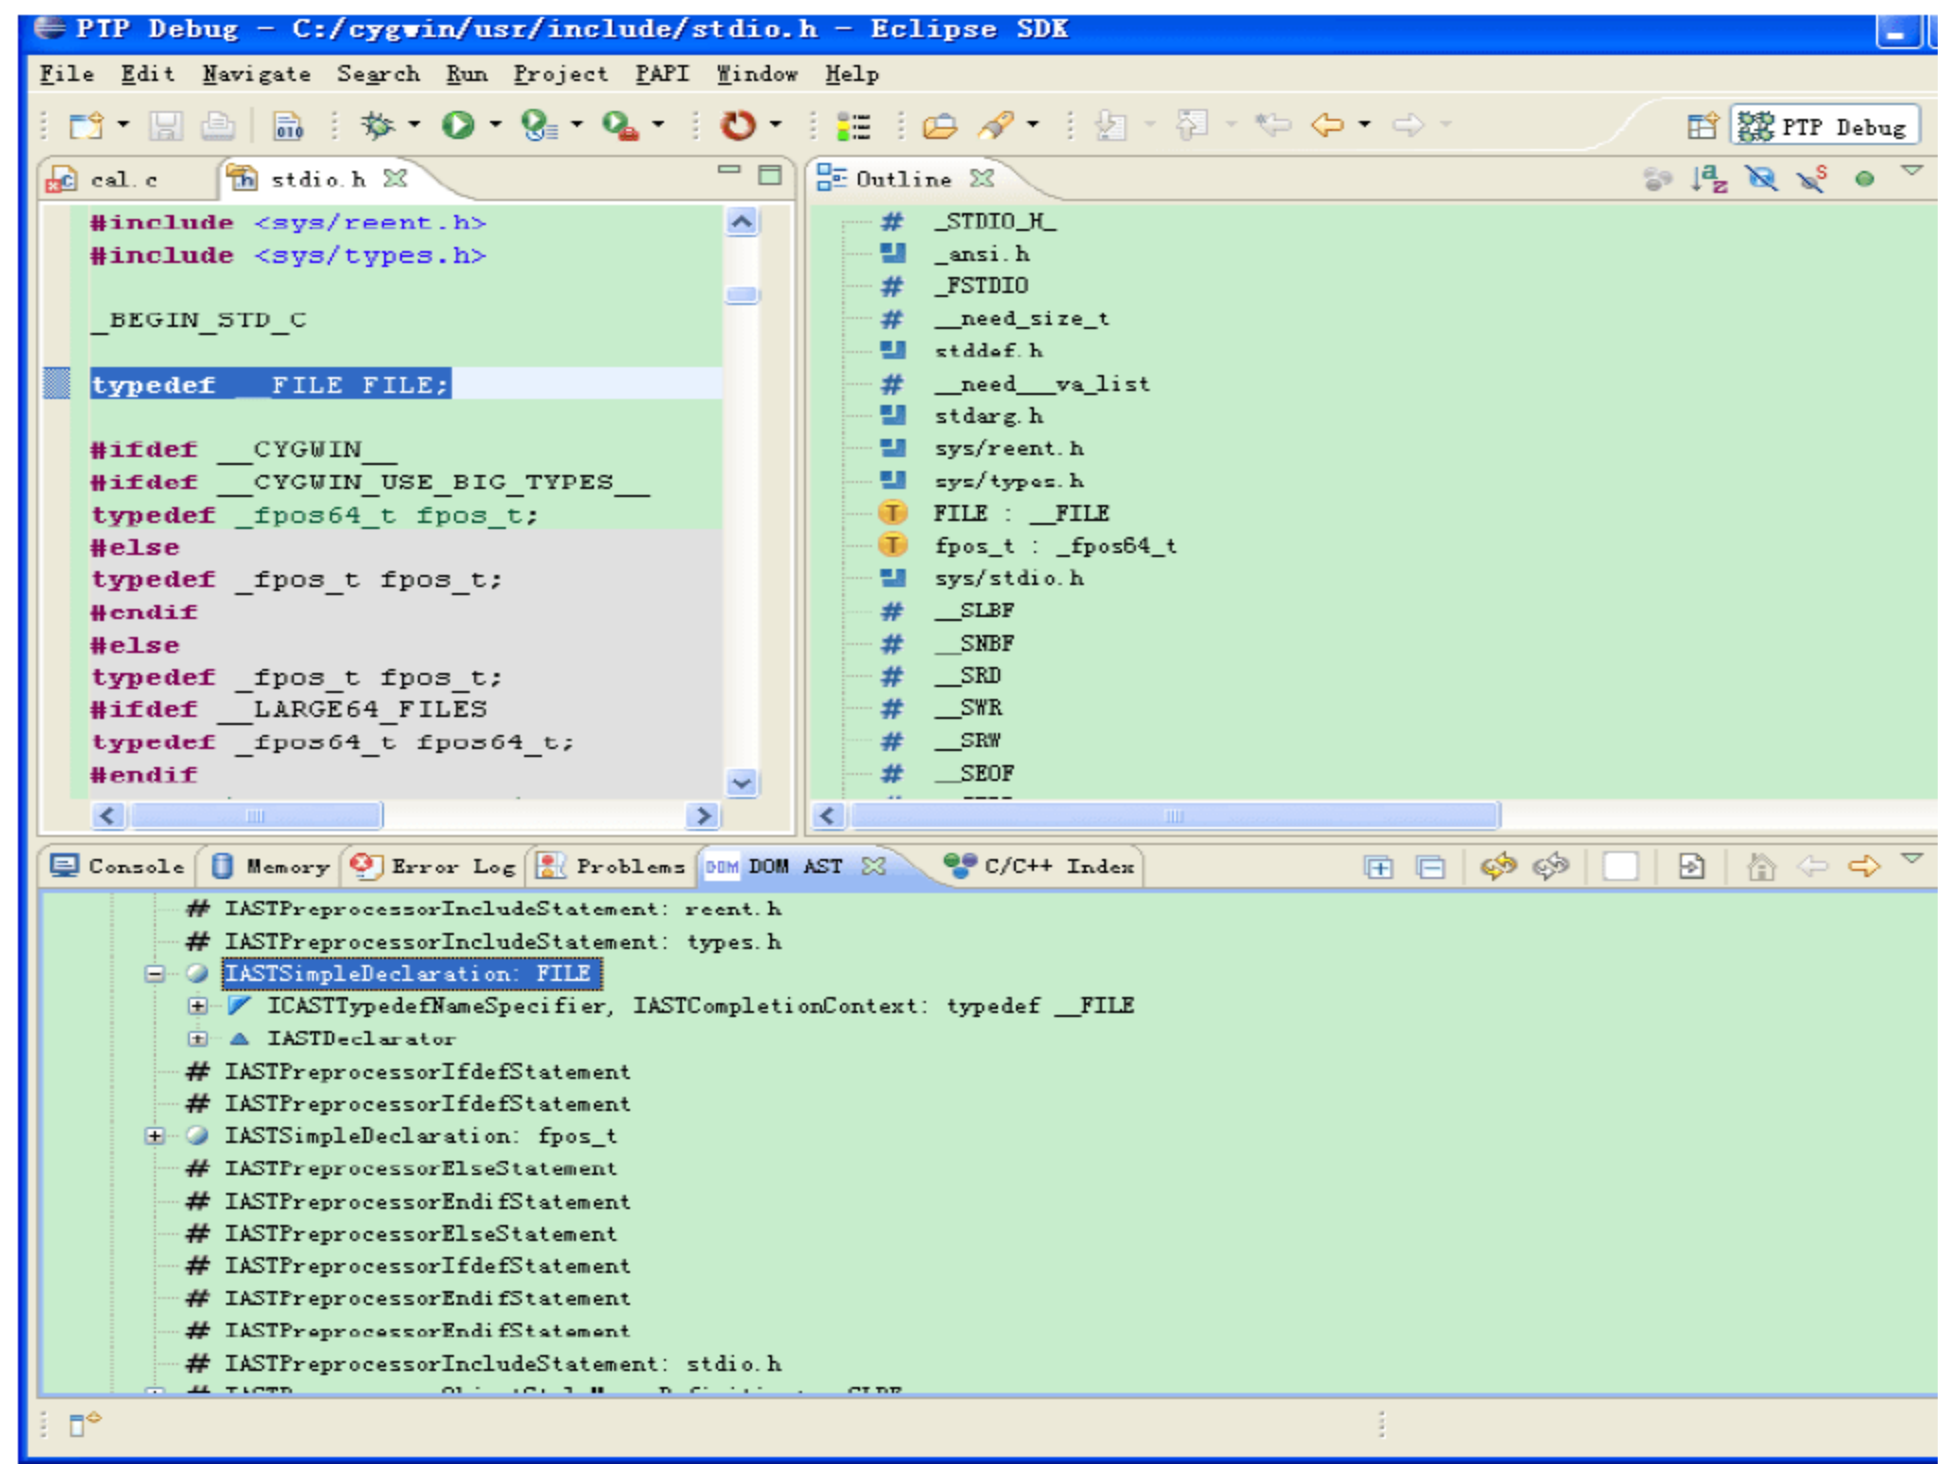 PTP Debug - C:/cygwin/usr/include/stdio.h - Eclipse SDK
File Edit Navigate Search Run Project PAPI Window Help
010
PTP Debug
cal.c
stdio.h
Outline
#include <sys/reent.h>
#include <sys/types.h>
_BEGIN_STD_C
typedef __FILE FILE;
#ifdef __CYGWIN__
#ifdef __CYGWIN_USE_BIG_TYPES__
typedef _fpos64_t fpos_t;
#else
typedef _fpos_t fpos_t;
#endif
#else
typedef _fpos_t fpos_t;
#ifdef __LARGE64_FILES
typedef _fpos64_t fpos64_t;
#endif
# _STDIO_H_
_ansi.h
# _FSTDIO
# __need_size_t
stddef.h
# __need___va_list
stdarg.h
sys/reent.h
sys/types.h
T FILE : __FILE
T fpos_t : _fpos64_t
sys/stdio.h
# __SLBF
# __SNBF
# __SRD
# __SWR
# __SRW
# __SEOF
Console
Memory
Error Log
Problems
DOM DOM AST
C/C++ Index
# IASTPreprocessorIncludeStatement: reent.h
# IASTPreprocessorIncludeStatement: types.h
IASTSimpleDeclaration: FILE
ICASTTypedefNameSpecifier, IASTCompletionContext: typedef __FILE
IASTDeclarator
# IASTPreprocessorIfdefStatement
# IASTPreprocessorIfdefStatement
IASTSimpleDeclaration: fpos_t
# IASTPreprocessorElseStatement
# IASTPreprocessorEndifStatement
# IASTPreprocessorElseStatement
# IASTPreprocessorIfdefStatement
# IASTPreprocessorEndifStatement
# IASTPreprocessorEndifStatement
# IASTPreprocessorIncludeStatement: stdio.h